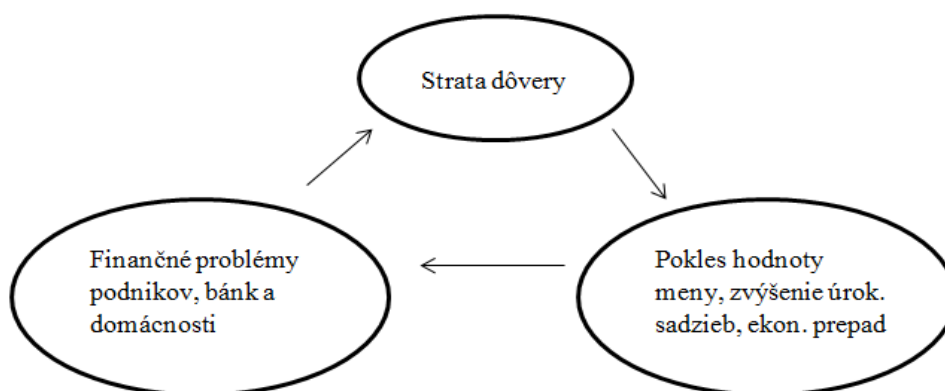 Strata dôvery
Finančné problémy
podnikov, bánk a
domácnosti
Pokles hodnoty
meny, zvýšenie úrok.
sadzieb, ekon. prepad